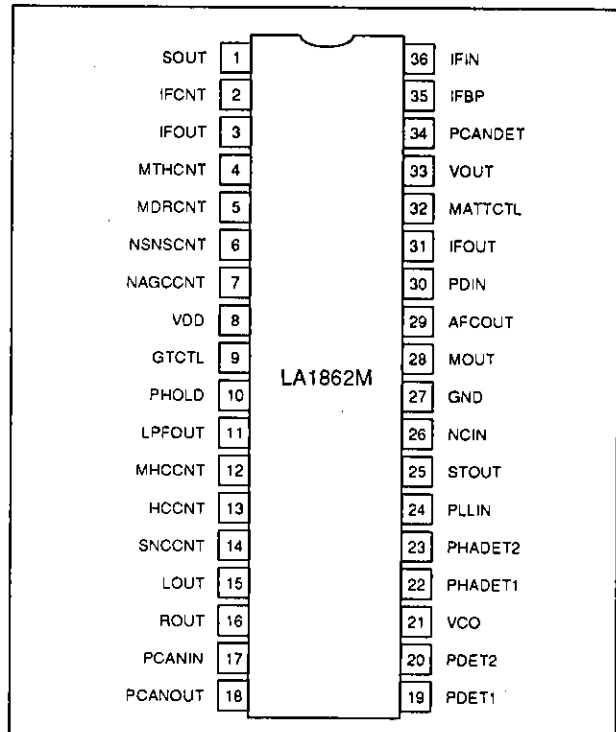 SOUT 1 36 IFIN
IFCNT 2 35 IFBP
IFOUT 3 34 PCANDET
MTHCNT 4 33 VOUT
MDRCNT 5 32 MATTCTL
NSNSCNT 6 31 IFOUT
NAGCCNT 7 30 PDIN
VDD 8 29 AFCOUT
GTCTL 9 28 MOUT
LA1862M
PHOLD 10 27 GND
LPFOUT 11 26 NCIN
MHCCNT 12 25 STOUT
HCCNT 13 24 PLLIN
SNCCNT 14 23 PHADET2
LOUT 15 22 PHADET1
ROUT 16 21 VCO
PCANIN 17 20 PDET2
PCANOUT 18 19 PDET1